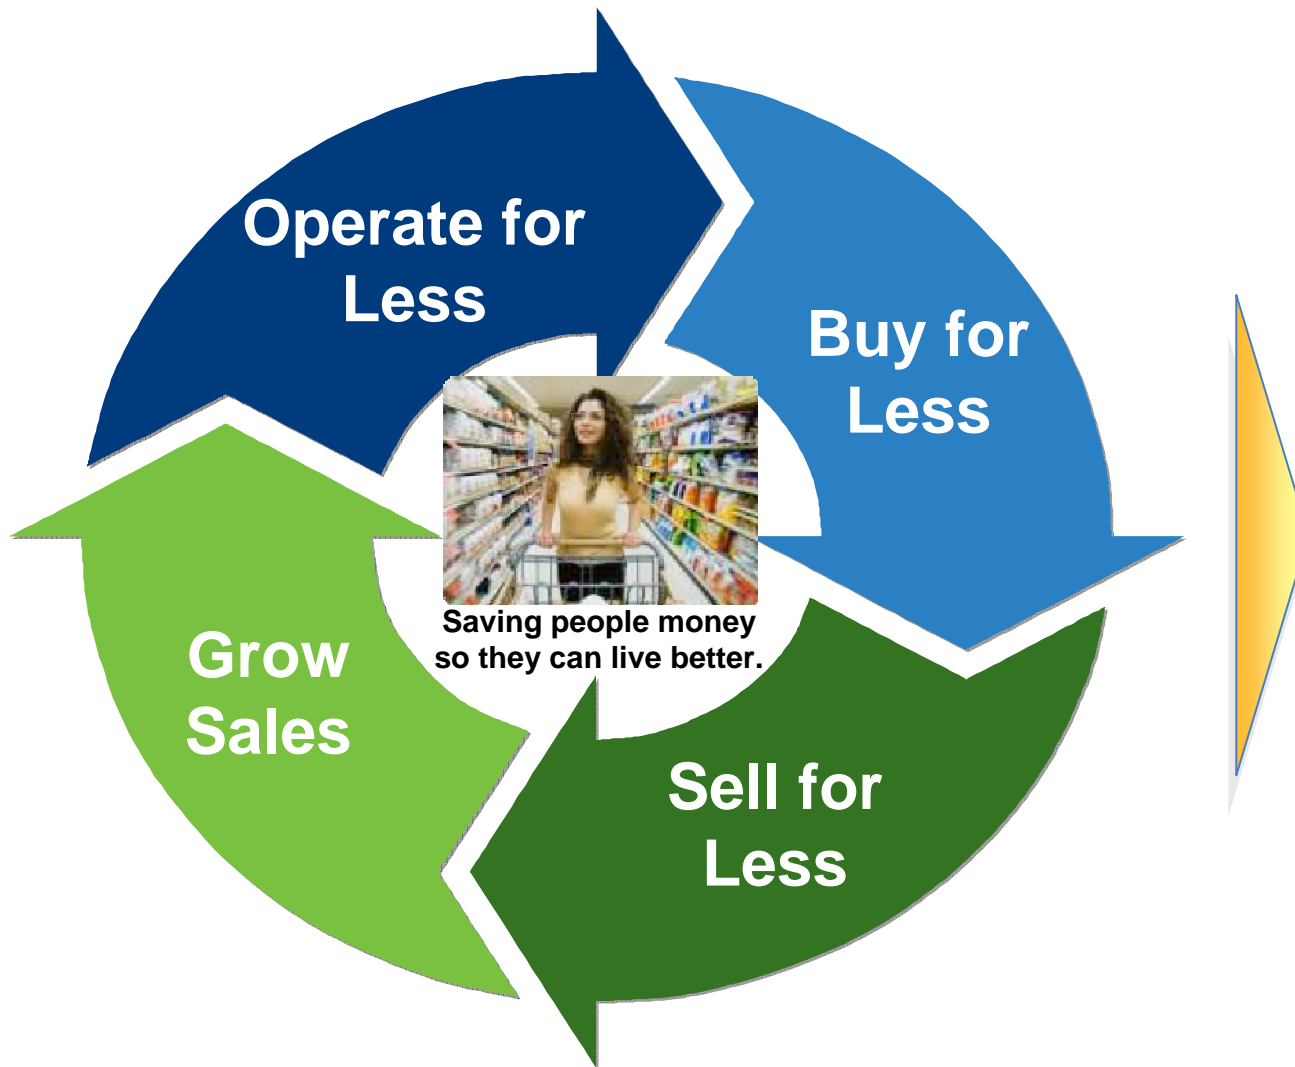 Operate for
Less
Buy for
Less
Sell for
Less
Grow
Sales
Saving people money
so they can live better.